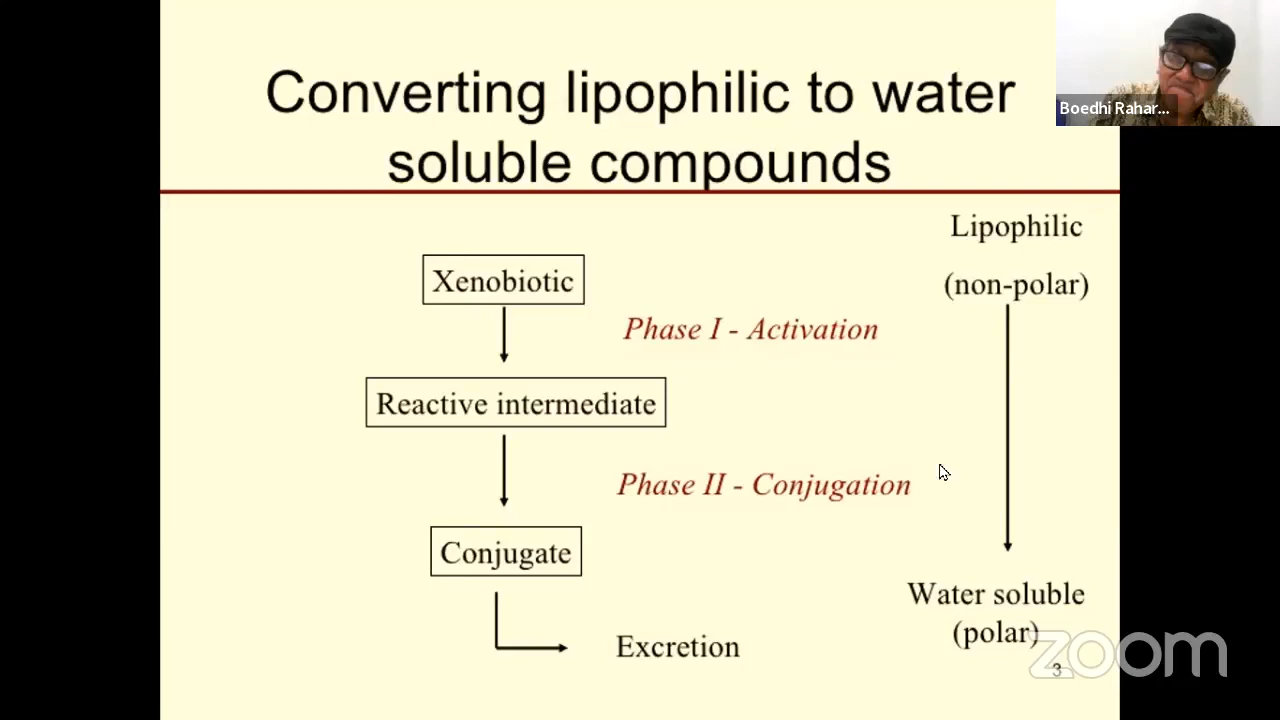 Converting lipophilic to water
soluble compounds
Boedhi Rahar...
Lipophilic
(non-polar)
Xenobiotic
Phase I - Activation
Reactive intermediate
Phase II - Conjugation
Conjugate
Water soluble
(polar)
Excretion
zoom
3